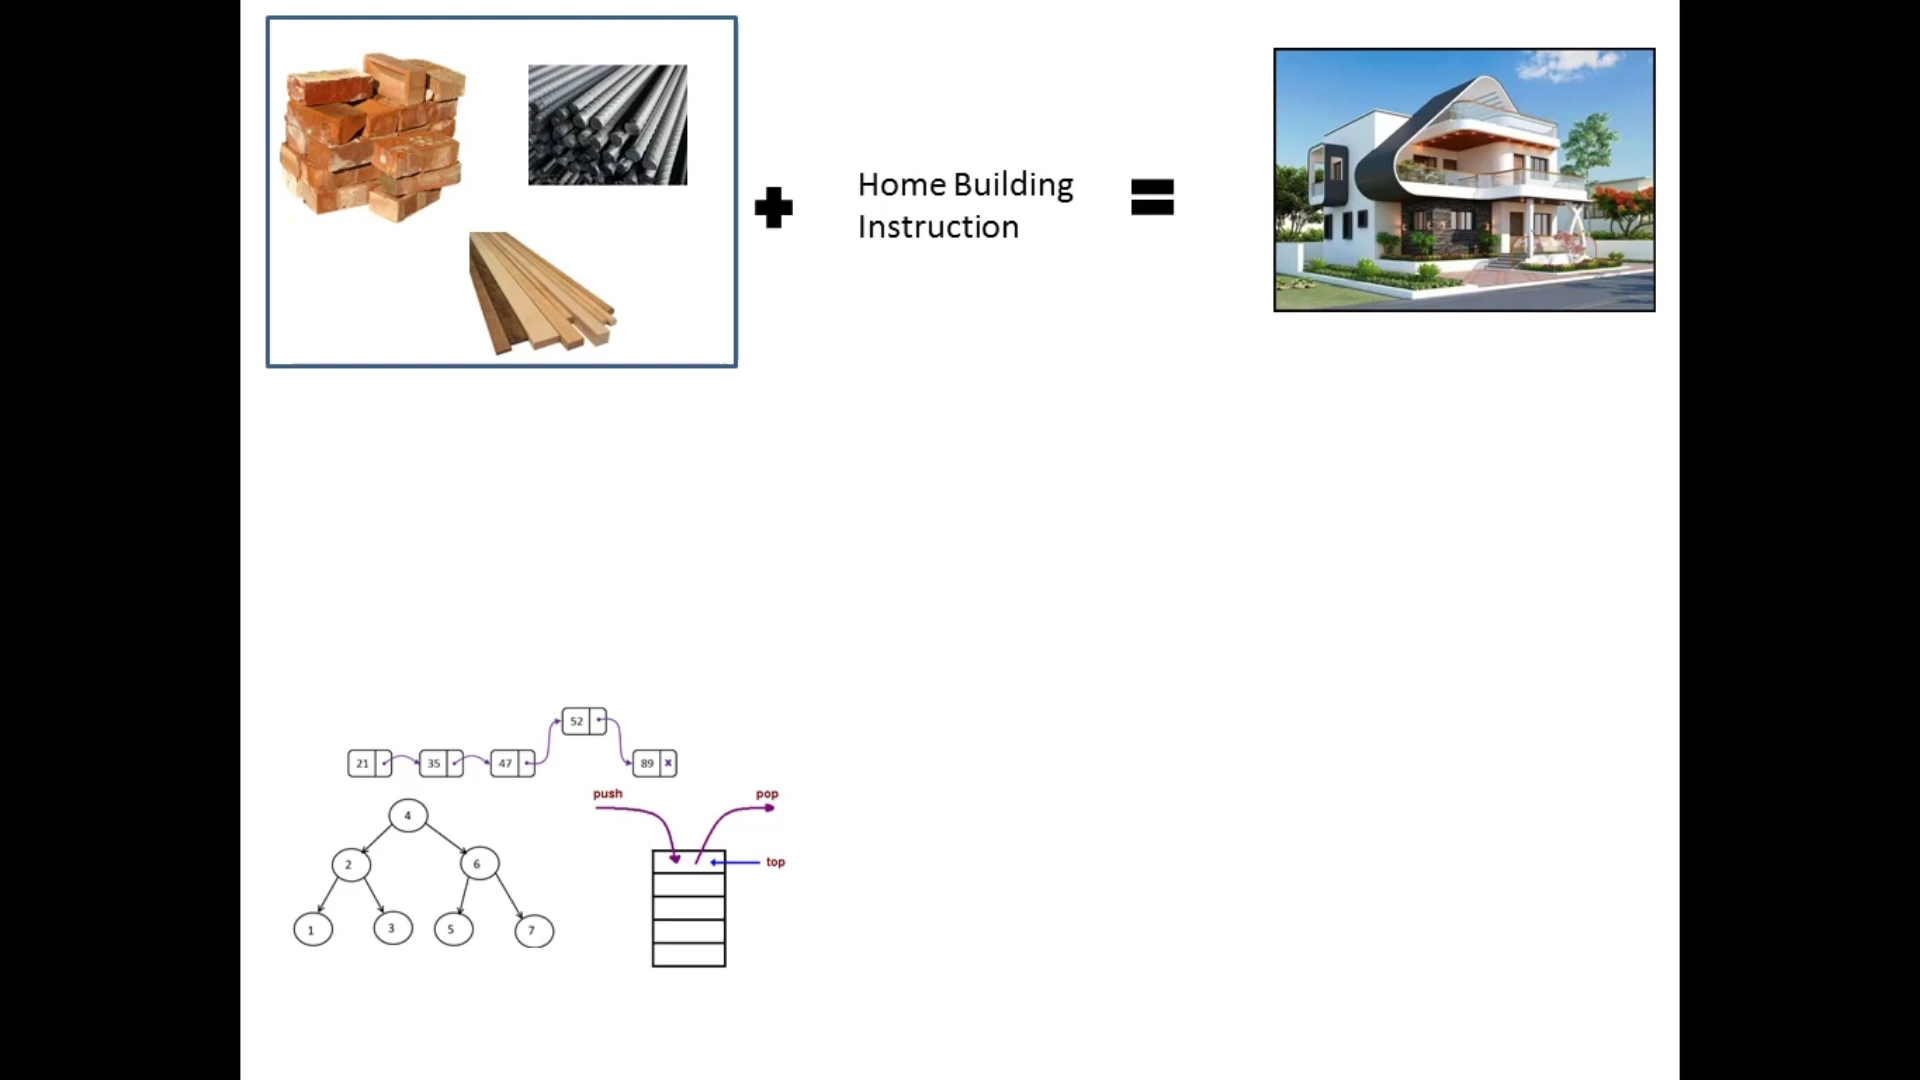 Home Building
Instruction
52
21 35 47 89 x
push pop
4
top
2 6
1 3 5 7